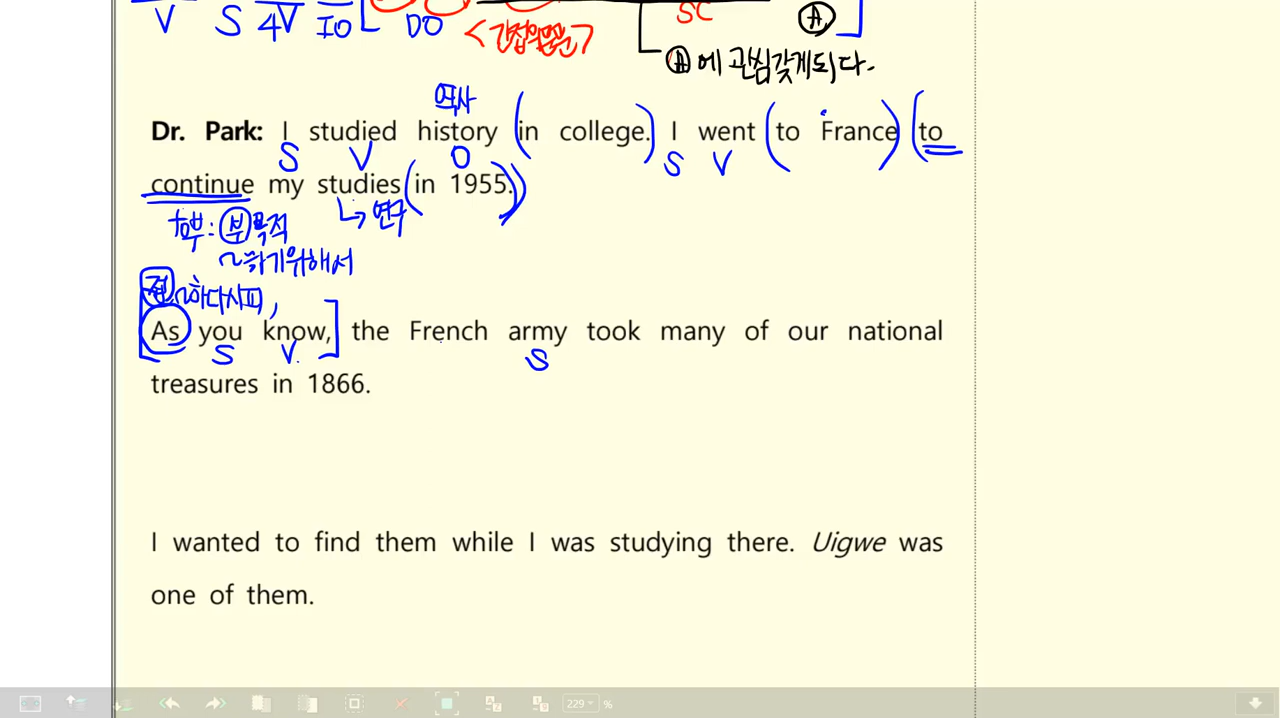 V S 4V IO [ DO <간접의문문> SC Ⓐ ]
Ⓐ에 관심갖게되다.
역사
Dr. Park: I studied history (in college.) I went (to France) (to
S V O S V
continue my studies (in 1955.))
↳ 연구
to부: 부 목적
~하기위해서
접 ~하다시피,
[As you know,] the French army took many of our national
S V S
treasures in 1866.
I wanted to find them while I was studying there. Uigwe was
one of them.
229 %